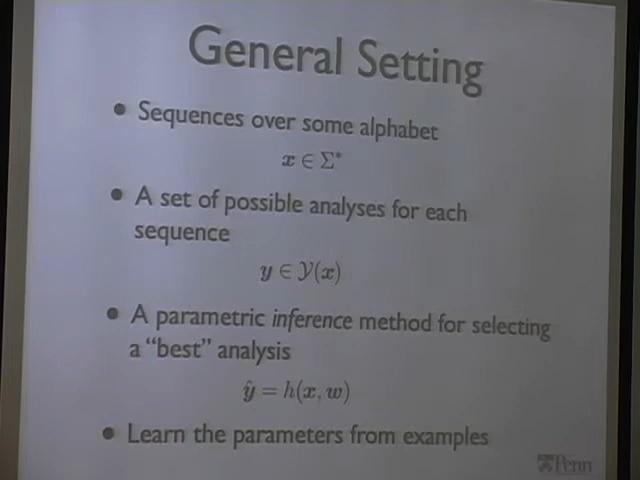 General Setting
• Sequences over some alphabet
x ∈ Σ*
• A set of possible analyses for each
sequence
y ∈ 𝒴(x)
• A parametric inference method for selecting
a “best” analysis
ŷ = h(x, w)
• Learn the parameters from examples
Penn